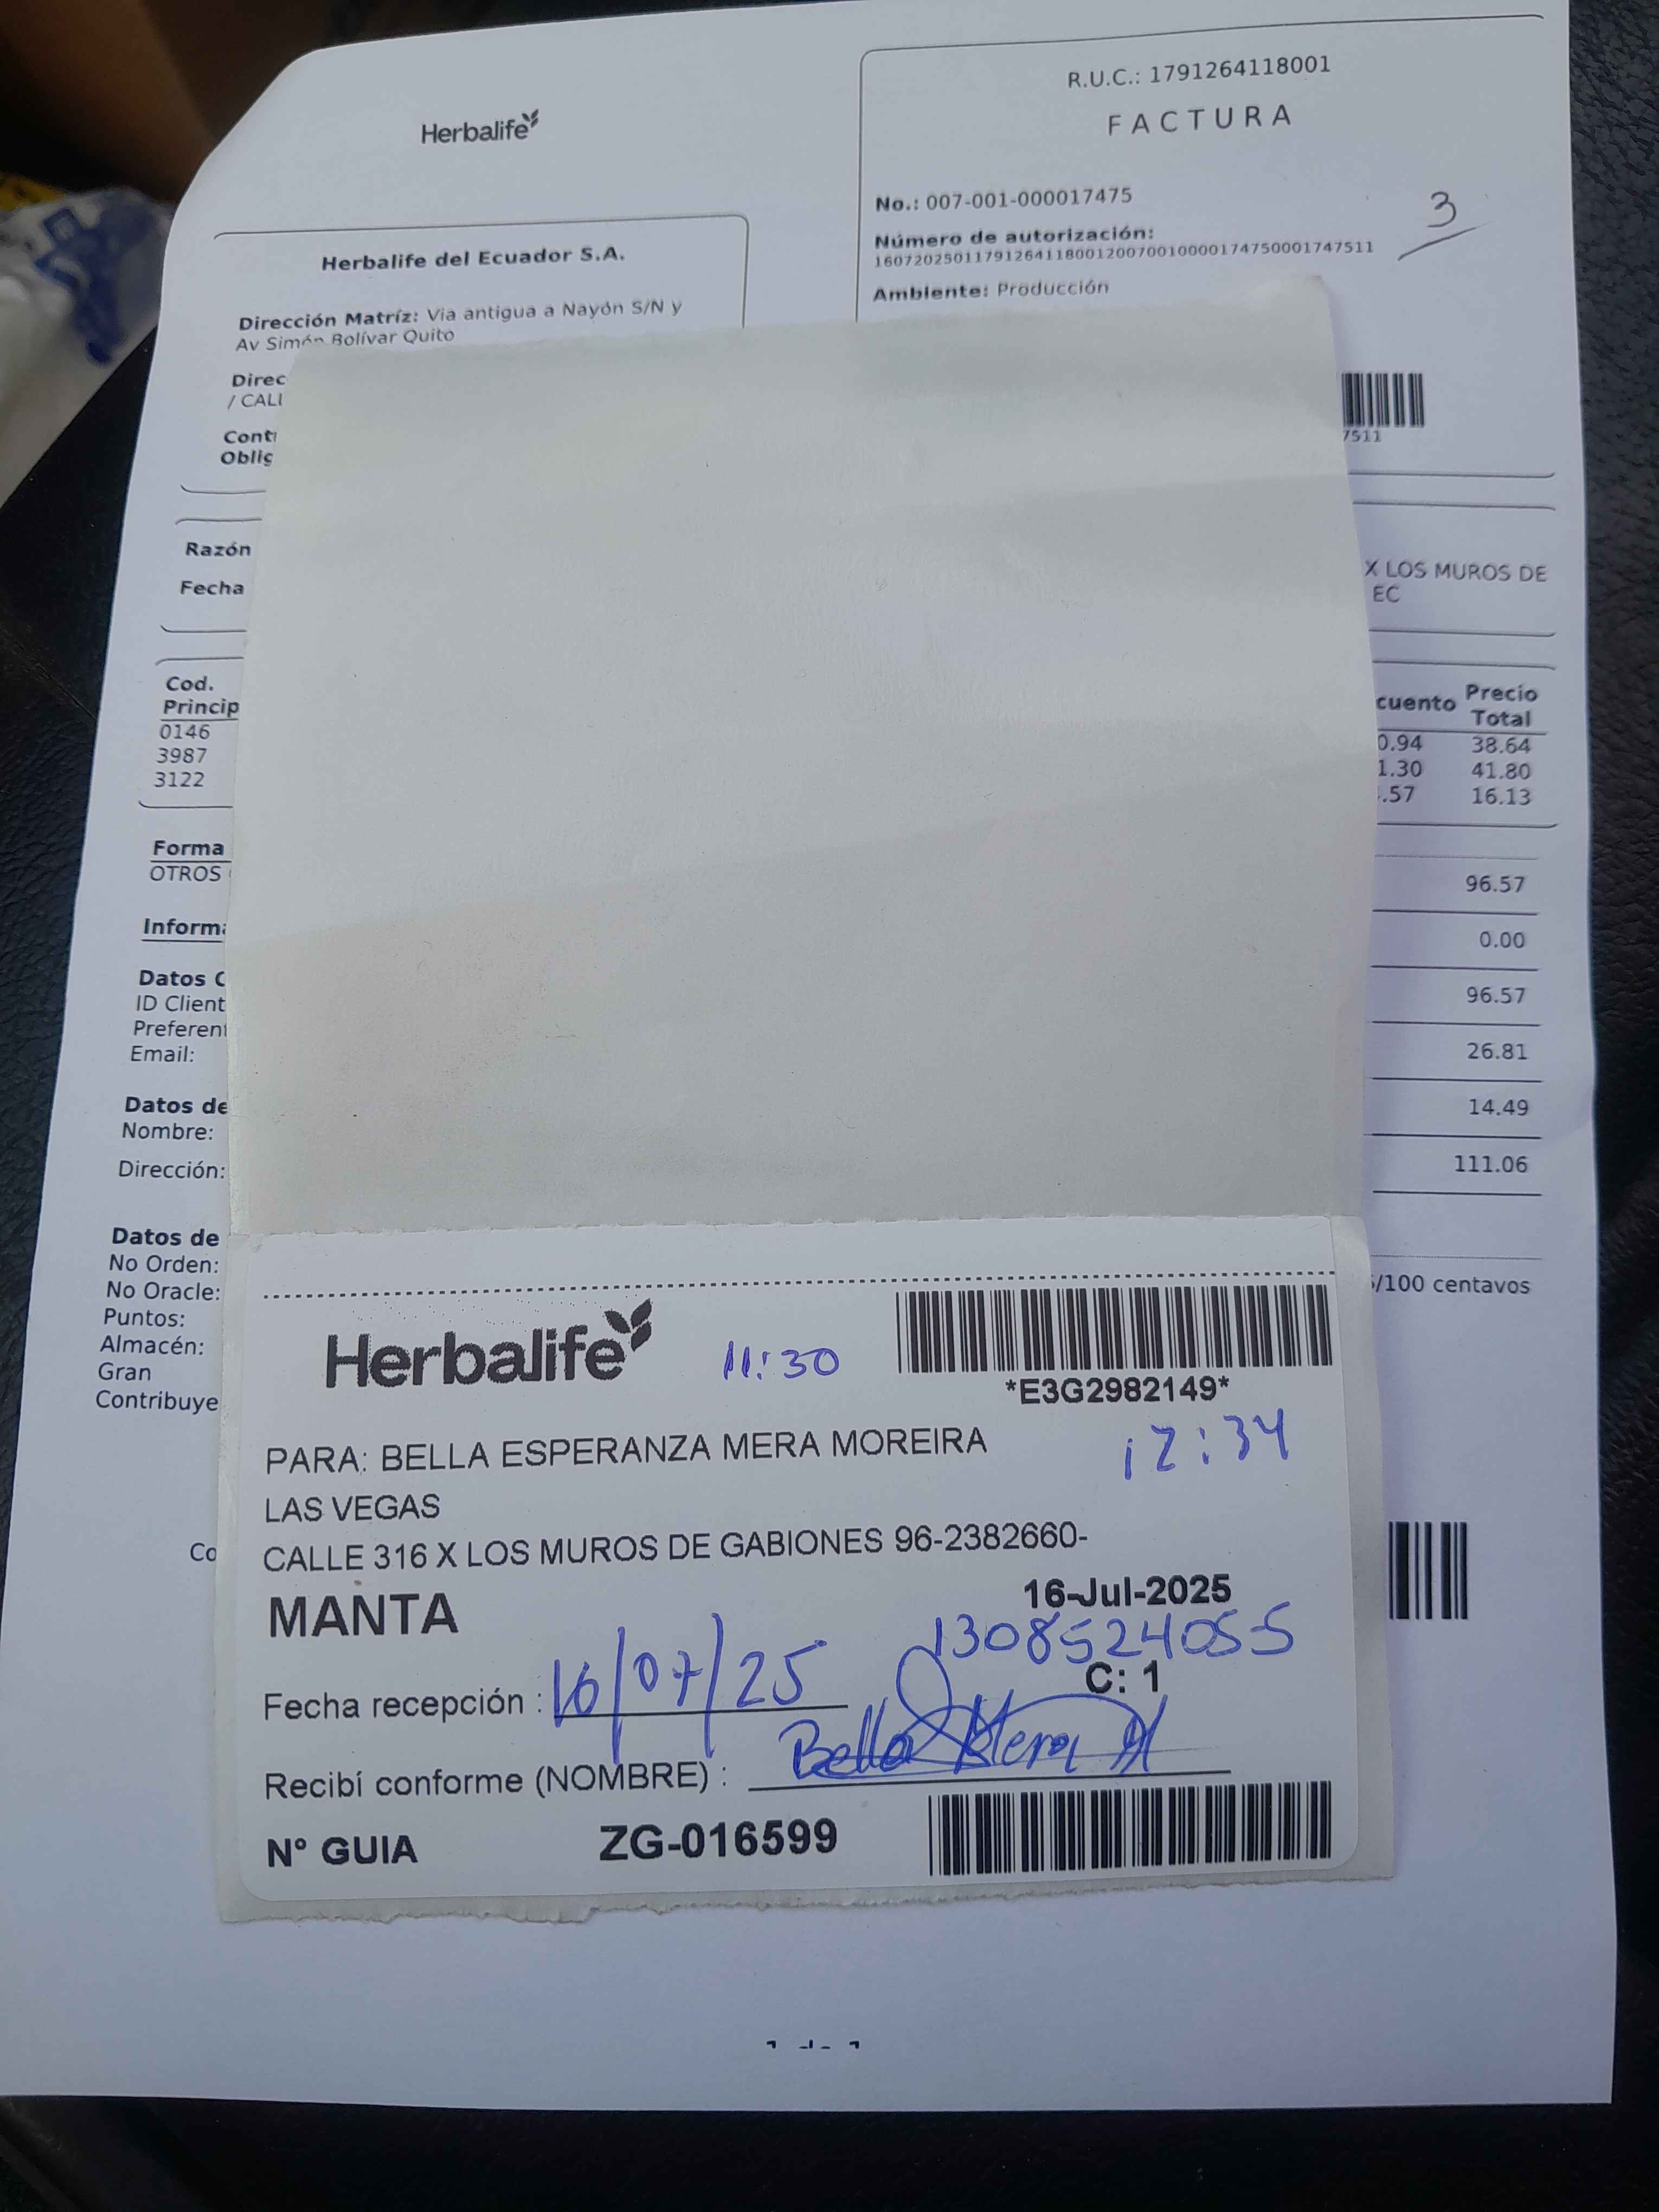 Herbalife
R.U.C.: 1791264118001
FACTURA
No.: 007-001-000017475
3
Número de autorización:
1607202501179126411800120070010000174750001747511
Ambiente: Producción
Herbalife del Ecuador S.A.
Dirección Matríz: Via antigua a Nayón S/N y
Av Simón Bolívar Quito
Direc
/ CALI
Cont
Oblig
7511
Razón
Fecha
X LOS MUROS DE
EC
Cod.
Princip
cuento Precio
Total
0146 0.94 38.64
3987 1.30 41.80
3122 .57 16.13
Forma
OTROS
96.57
Inform
0.00
Datos C
ID Client
96.57
Preferent
Email:
26.81
Datos de
Nombre:
14.49
Dirección:
111.06
Datos de
No Orden:
No Oracle:
/100 centavos
Puntos:
Almacén:
Gran
Contribuye
Co
Herbalife
11:30
*E3G2982149*
PARA: BELLA ESPERANZA MERA MOREIRA
12:34
LAS VEGAS
CALLE 316 X LOS MUROS DE GABIONES 96-2382660-
MANTA
16-Jul-2025
1308524055
C: 1
Fecha recepción : 16/07/25
Recibí conforme (NOMBRE) : Bella Mera M
N° GUIA ZG-016599